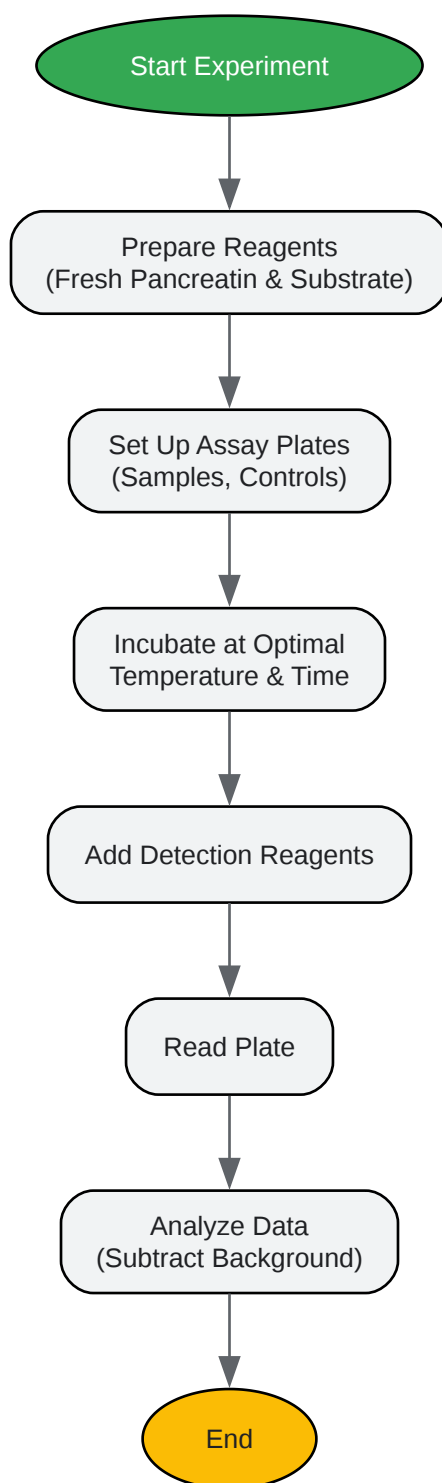 Start Experiment
Prepare Reagents
(Fresh Pancreatin & Substrate)
Set Up Assay Plates
(Samples, Controls)
Incubate at Optimal
Temperature & Time
Add Detection Reagents
Read Plate
Analyze Data
(Subtract Background)
End